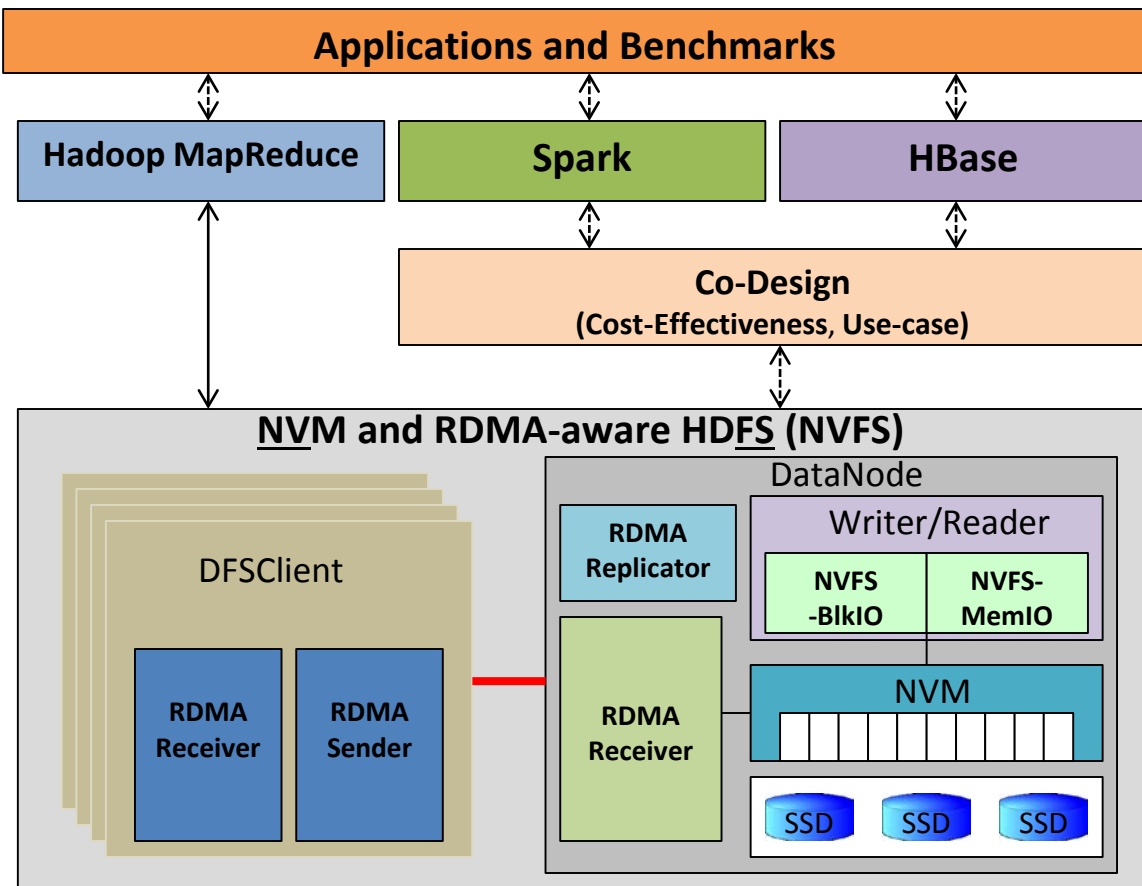 Applications and Benchmarks
Hadoop MapReduce
Spark
HBase
Co-Design
(Cost-Effectiveness, Use-case)
NVM and RDMA-aware HDFS (NVFS)
DFSClient
RDMA
Receiver
RDMA
Sender
DataNode
RDMA
Replicator
Writer/Reader
NVFS
-BlkIO
NVFS-
MemIO
RDMA
Receiver
NVM
SSD
SSD
SSD